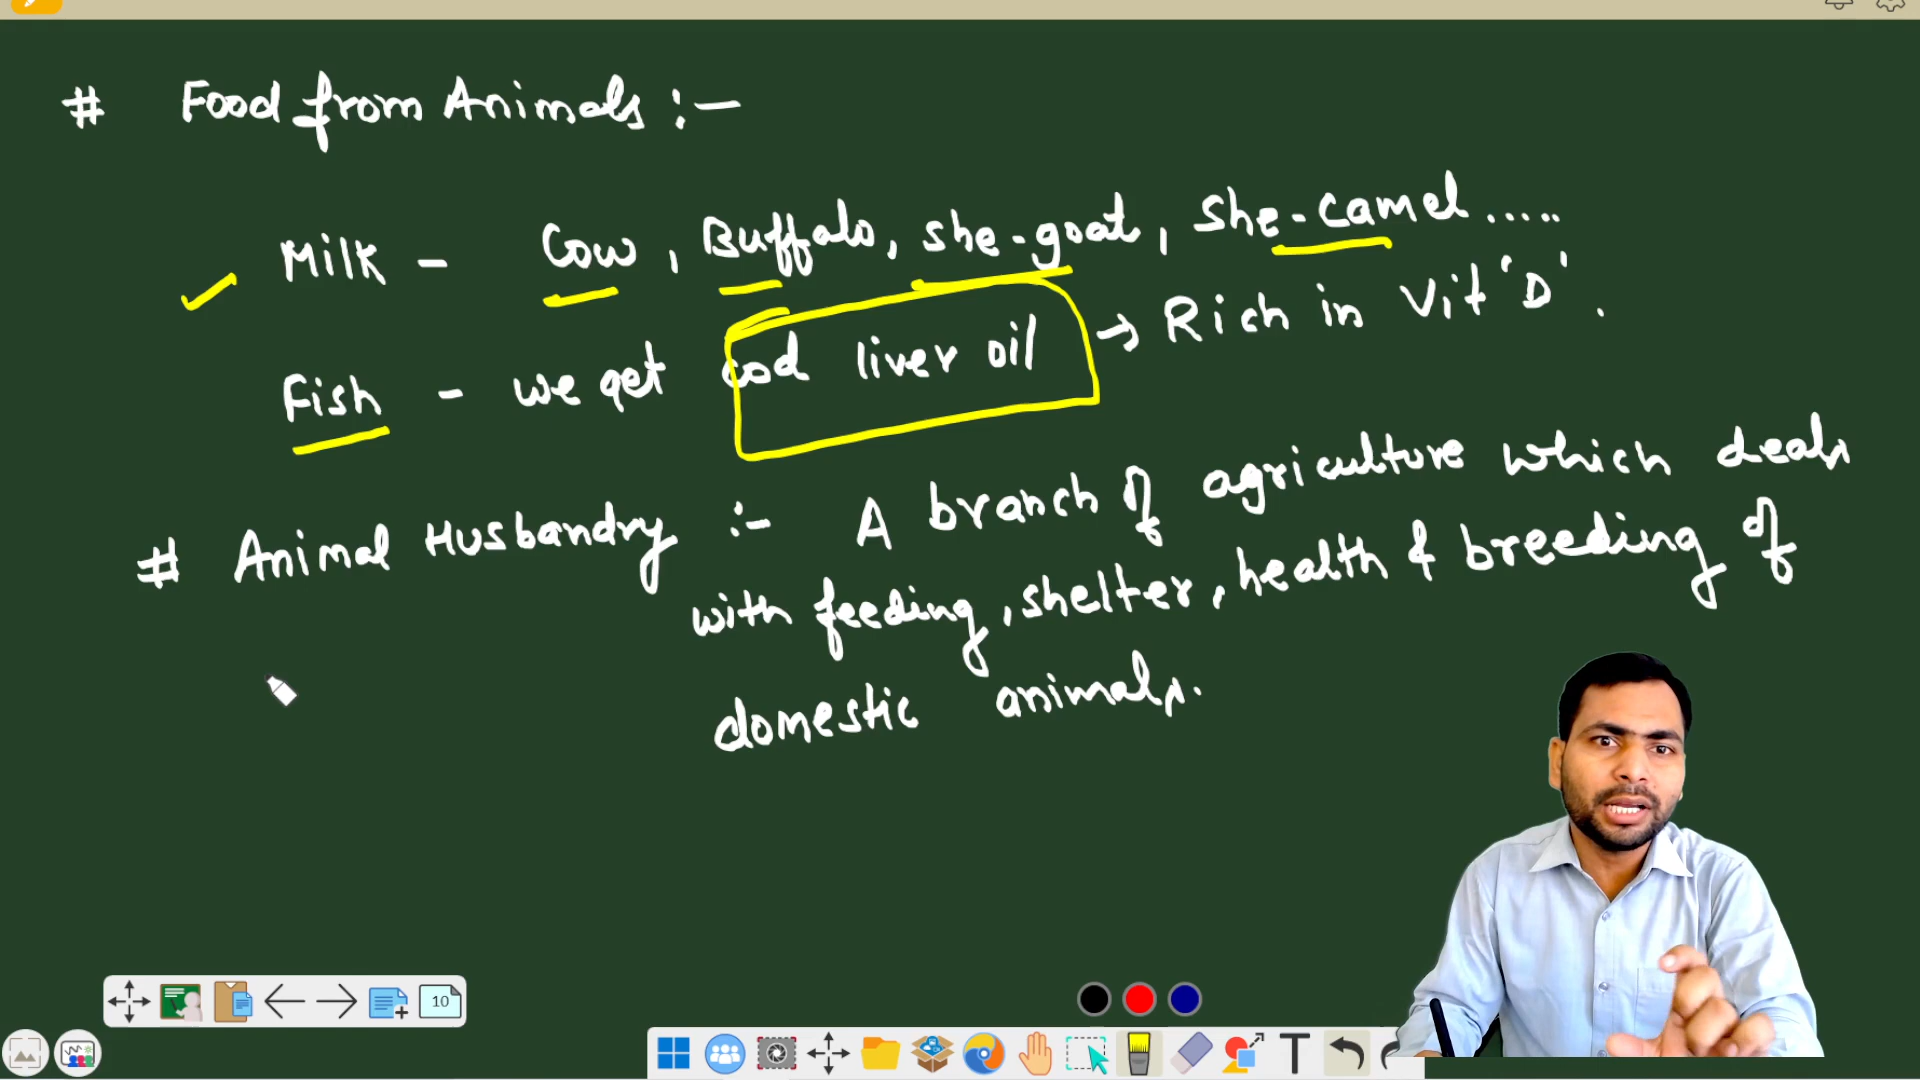 # Food from Animals :-
Milk - Cow, Buffalo, she-goat, She-camel.....
Fish - we get cod liver oil → Rich in Vit 'D'.
# Animal Husbandry :- A branch of agriculture which deals
with feeding, shelter, health & breeding of
domestic animals.
10
T